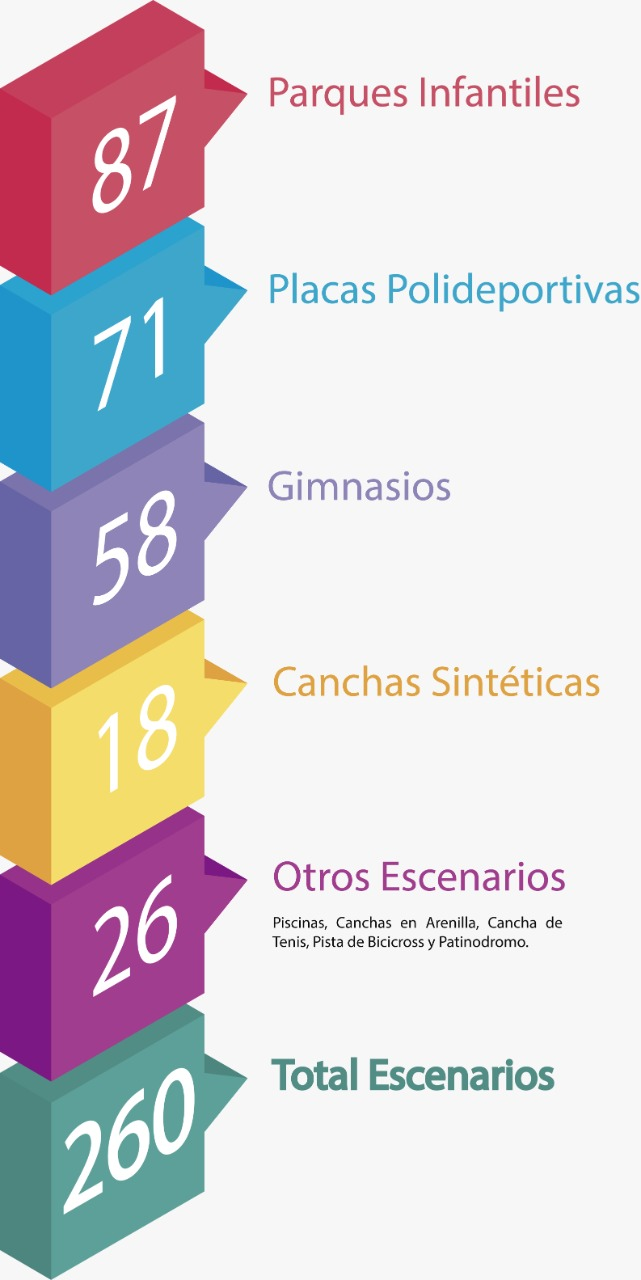 87
Parques Infantiles
71
Placas Polideportivas
58
Gimnasios
18
Canchas Sintéticas
26
Otros Escenarios
Piscinas, Canchas en Arenilla, Cancha de
Tenis, Pista de Bicicross y Patinodromo.
260
Total Escenarios